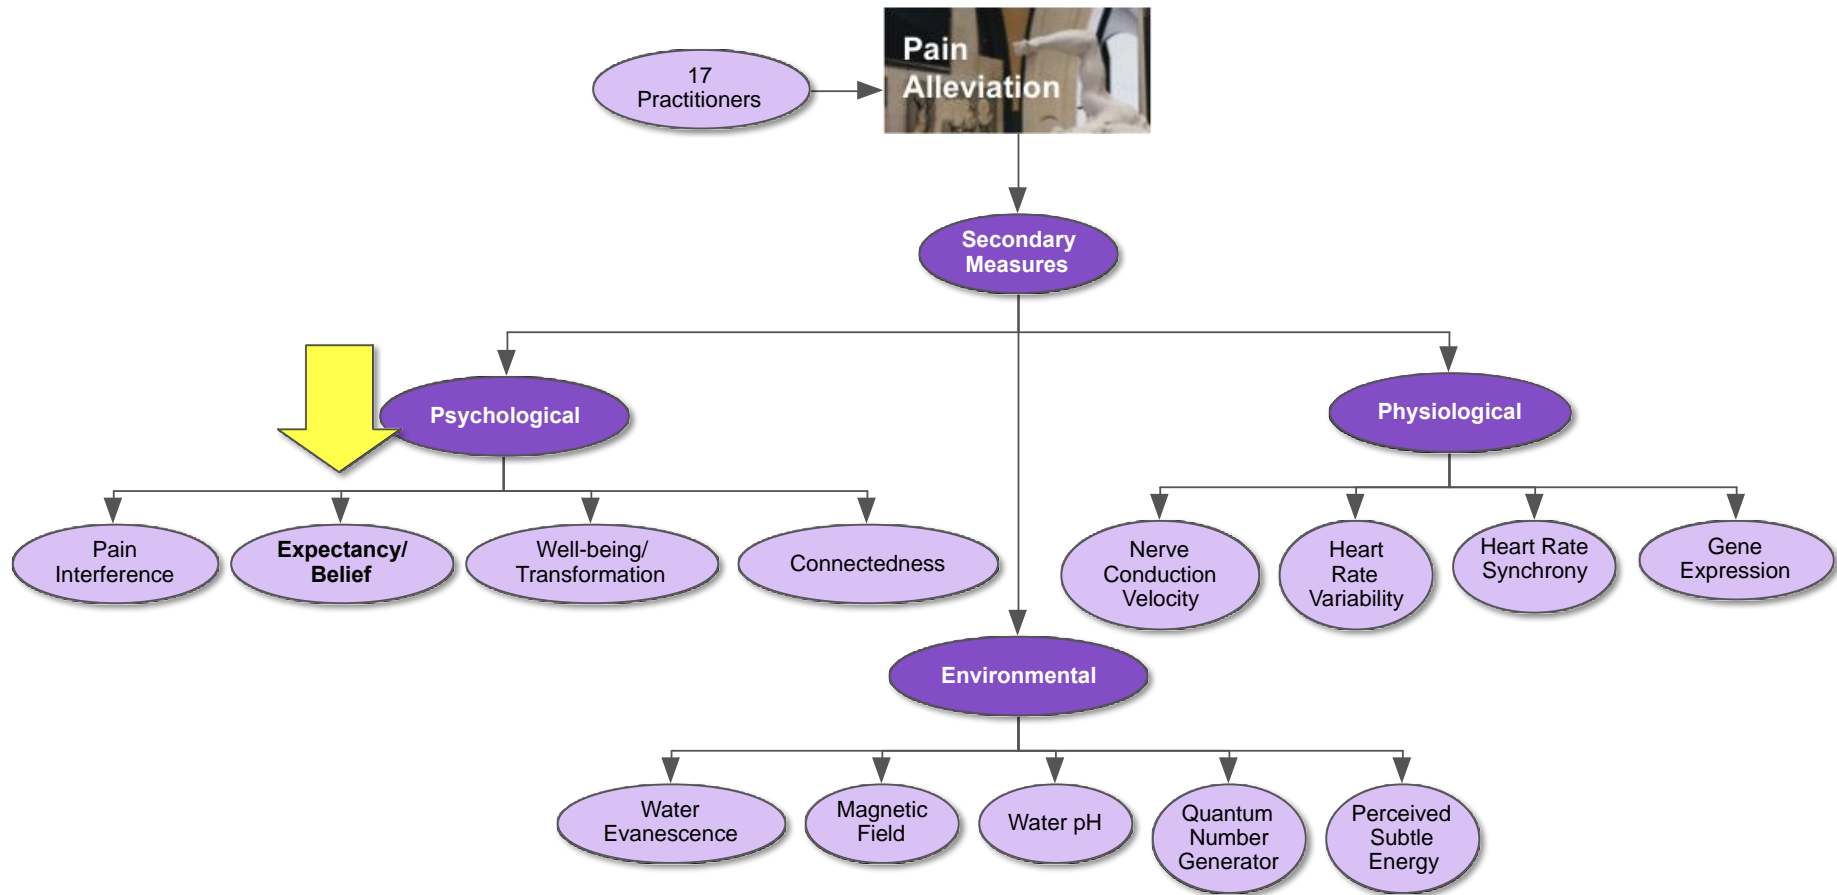 17
Practitioners
Pain
Alleviation
Secondary
Measures
Psychological
Physiological
Pain
Interference
Expectancy/
Belief
Well-being/
Transformation
Connectedness
Nerve
Conduction
Velocity
Heart
Rate
Variability
Heart Rate
Synchrony
Gene
Expression
Environmental
Water
Evanescence
Magnetic
Field
Water pH
Quantum
Number
Generator
Perceived
Subtle
Energy